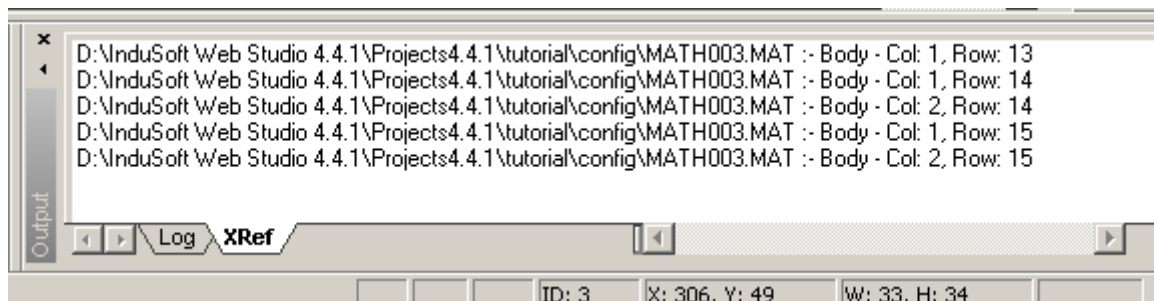 D:\InduSoft Web Studio 4.4.1\Projects4.4.1\tutorial\config\MATH003.MAT :- Body - Col: 1, Row: 13
D:\InduSoft Web Studio 4.4.1\Projects4.4.1\tutorial\config\MATH003.MAT :- Body - Col: 1, Row: 14
D:\InduSoft Web Studio 4.4.1\Projects4.4.1\tutorial\config\MATH003.MAT :- Body - Col: 2, Row: 14
D:\InduSoft Web Studio 4.4.1\Projects4.4.1\tutorial\config\MATH003.MAT :- Body - Col: 1, Row: 15
D:\InduSoft Web Studio 4.4.1\Projects4.4.1\tutorial\config\MATH003.MAT :- Body - Col: 2, Row: 15
Output
Log XRef
ID: 3 X: 306, Y: 49 W: 33, H: 34